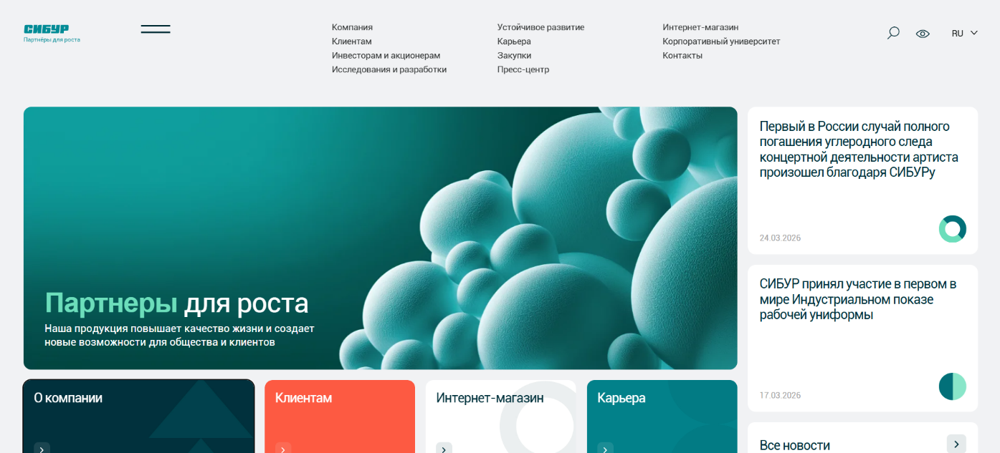 СИБУР
Партнёры для роста
Компания
Клиентам
Инвесторам и акционерам
Исследования и разработки
Устойчивое развитие
Карьера
Закупки
Пресс-центр
Интернет-магазин
Корпоративный университет
Контакты
RU
Партнеры для роста
Наша продукция повышает качество жизни и создает
новые возможности для общества и клиентов
Первый в России случай полного
погашения углеродного следа
концертной деятельности артиста
произошел благодаря СИБУРу
24.03.2026
СИБУР принял участие в первом в
мире Индустриальном показе
рабочей униформы
17.03.2026
О компании
Клиентам
Интернет-магазин
Карьера
Все новости